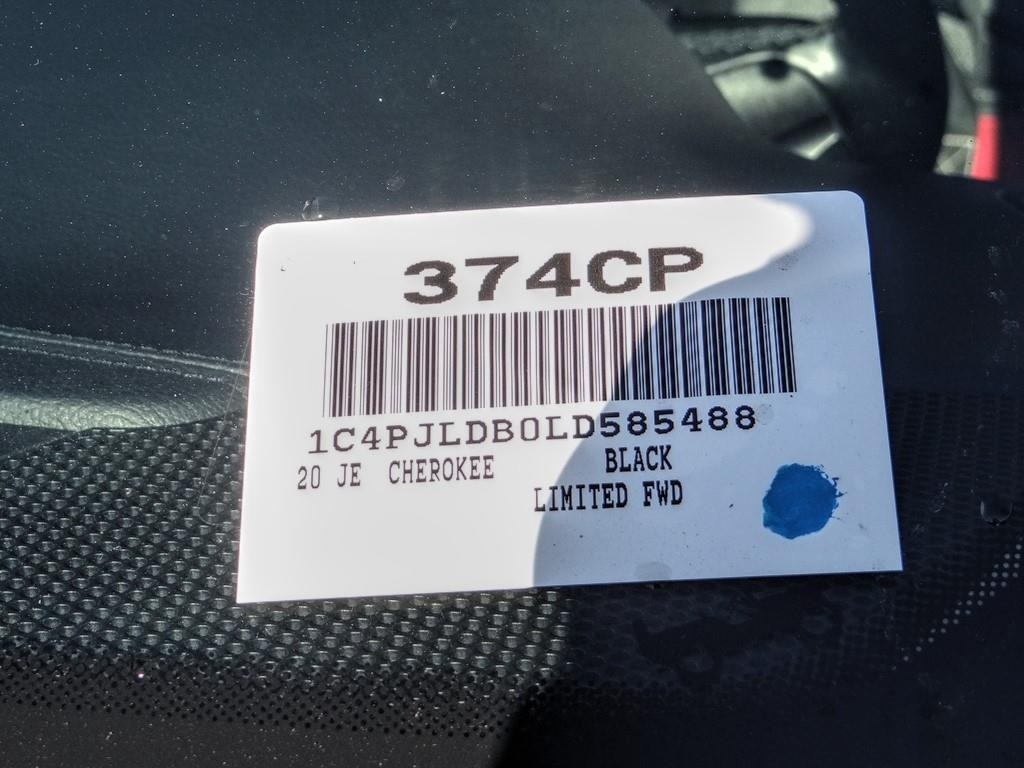 374CP
1C4PJLDB0LD585488
20 JE CHEROKEE BLACK
LIMITED FWD